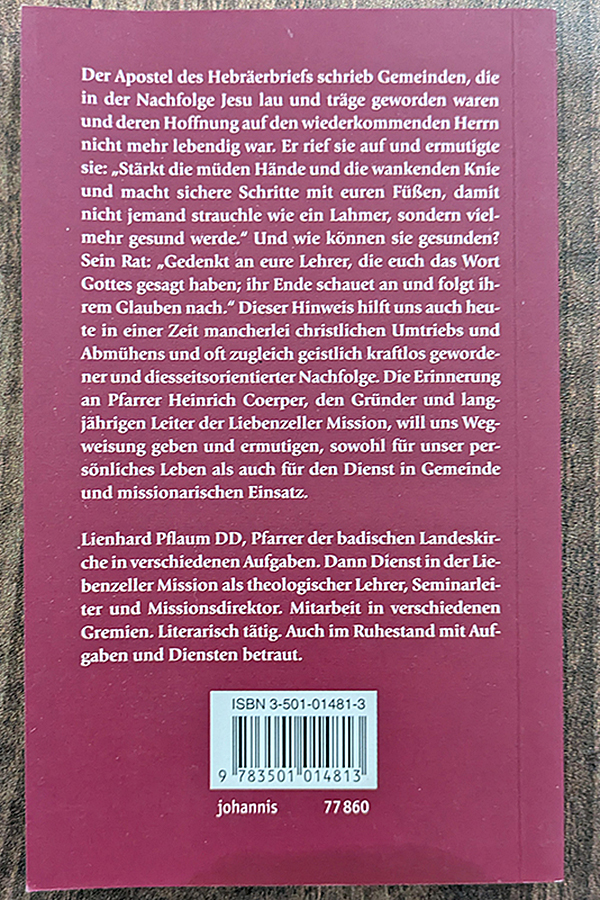 Der Apostel des Hebräerbriefs schrieb Gemeinden, die
in der Nachfolge Jesu lau und träge geworden waren
und deren Hoffnung auf den wiederkommenden Herrn
nicht mehr lebendig war. Er rief sie auf und ermutigte
sie: „Stärkt die müden Hände und die wankenden Knie
und macht sichere Schritte mit euren Füßen, damit
nicht jemand strauchle wie ein Lahmer, sondern viel-
mehr gesund werde.“ Und wie können sie gesunden?
Sein Rat: „Gedenkt an eure Lehrer, die euch das Wort
Gottes gesagt haben; ihr Ende schauet an und folgt ih-
rem Glauben nach.“ Dieser Hinweis hilft uns auch heu-
te in einer Zeit mancherlei christlichen Umtriebs und
Abmühens und oft zugleich geistlich kraftlos geworde-
ner und diesseitsorientierter Nachfolge. Die Erinnerung
an Pfarrer Heinrich Coerper, den Gründer und lang-
jährigen Leiter der Liebenzeller Mission, will uns Weg-
weisung geben und ermutigen, sowohl für unser per-
sönliches Leben als auch für den Dienst in Gemeinde
und missionarischen Einsatz.
Lienhard Pflaum DD, Pfarrer der badischen Landeskir-
che in verschiedenen Aufgaben. Dann Dienst in der Lie-
benzeller Mission als theologischer Lehrer, Seminarlei-
ter und Missionsdirektor. Mitarbeit in verschiedenen
Gremien. Literarisch tätig. Auch im Ruhestand mit Auf-
gaben und Diensten betraut.
ISBN 3-501-01481-3
9 783501 014813
johannis 77 860